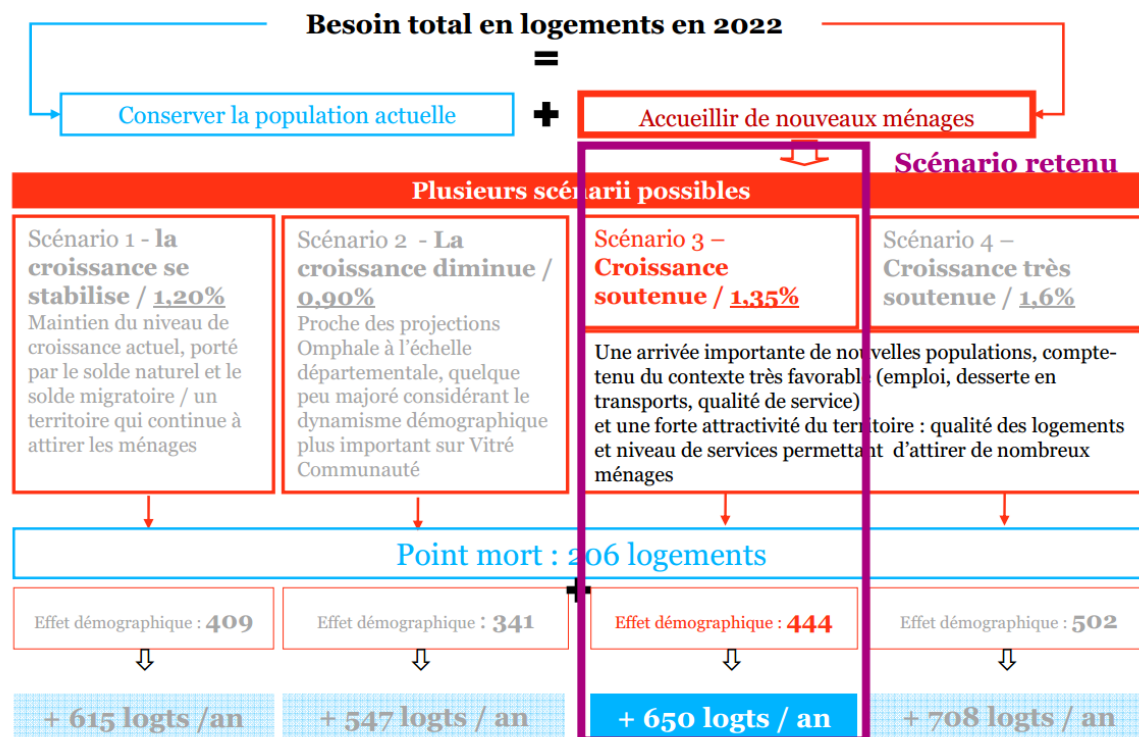 Besoin total en logements en 2022
=
Conserver la population actuelle
+
Accueillir de nouveaux ménages
Scénario retenu
Plusieurs scénarii possibles
Scénario 1 - la
croissance se
stabilise / 1,20%
Maintien du niveau de
croissance actuel, porté
par le solde naturel et le
solde migratoire / un
territoire qui continue à
attirer les ménages
Scénario 2 - La
croissance diminue /
0,90%
Proche des projections
Omphale à l'échelle
départementale, quelque
peu majoré considérant le
dynamisme démographique
plus important sur Vitré
Communauté
Scénario 3 –
Croissance
soutenue / 1,35%
Scénario 4 –
Croissance très
soutenue / 1,6%
Une arrivée importante de nouvelles populations, compte-
tenu du contexte très favorable (emploi, desserte en
transports, qualité de service)
et une forte attractivité du territoire : qualité des logements
et niveau de services permettant d'attirer de nombreux
ménages
Point mort : 206 logements
+
Effet démographique : 409
Effet démographique : 341
Effet démographique : 444
Effet démographique : 502
+ 615 logts /an
+ 547 logts / an
+ 650 logts / an
+ 708 logts / an